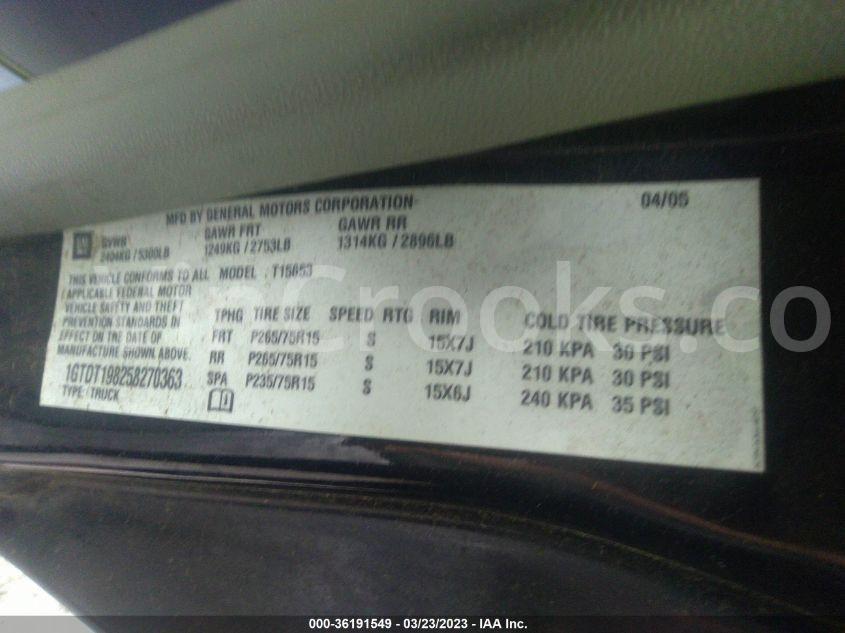 MFD BY GENERAL MOTORS CORPORATION 04/05
GM GVWR GAWR FRT GAWR RR
2404KG / 5300LB 1249KG / 2753LB 1314KG / 2896LB
THIS VEHICLE CONFORMS TO ALL MODEL : T15653
APPLICABLE FEDERAL MOTOR
VEHICLE SAFETY AND THEFT
PREVENTION STANDARDS IN
EFFECT ON THE DATE OF
MANUFACTURE SHOWN ABOVE.
1GTDT198258270363
TYPE: TRUCK
TPHG TIRE SIZE SPEED RTG RIM COLD TIRE PRESSURE
FRT P265/75R15 S 15X7J 210 KPA 30 PSI
RR P265/75R15 S 15X7J 210 KPA 30 PSI
SPA P235/75R15 S 15X6J 240 KPA 35 PSI
inCrooks.co
000-36191549 — 03/23/2023 — IAA Inc.